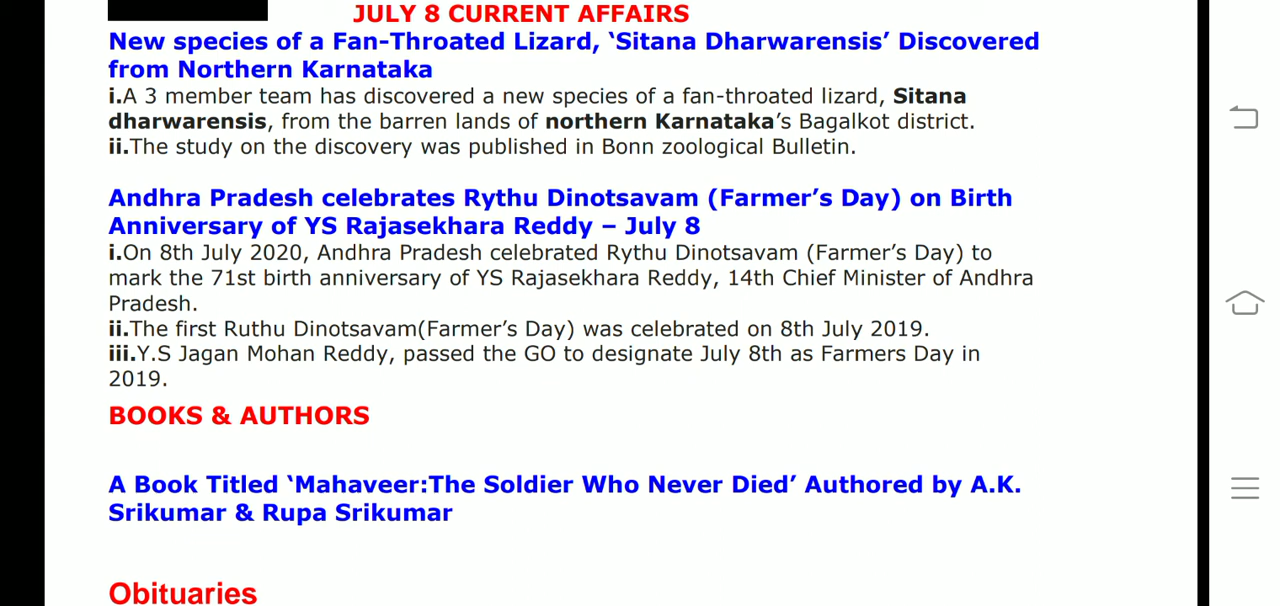 JULY 8 CURRENT AFFAIRS
New species of a Fan-Throated Lizard, ‘Sitana Dharwarensis’ Discovered
from Northern Karnataka
i.A 3 member team has discovered a new species of a fan-throated lizard, Sitana
dharwarensis, from the barren lands of northern Karnataka’s Bagalkot district.
ii.The study on the discovery was published in Bonn zoological Bulletin.
Andhra Pradesh celebrates Rythu Dinotsavam (Farmer’s Day) on Birth
Anniversary of YS Rajasekhara Reddy – July 8
i.On 8th July 2020, Andhra Pradesh celebrated Rythu Dinotsavam (Farmer’s Day) to
mark the 71st birth anniversary of YS Rajasekhara Reddy, 14th Chief Minister of Andhra
Pradesh.
ii.The first Ruthu Dinotsavam(Farmer’s Day) was celebrated on 8th July 2019.
iii.Y.S Jagan Mohan Reddy, passed the GO to designate July 8th as Farmers Day in
2019.
BOOKS & AUTHORS
A Book Titled ‘Mahaveer:The Soldier Who Never Died’ Authored by A.K.
Srikumar & Rupa Srikumar
Obituaries